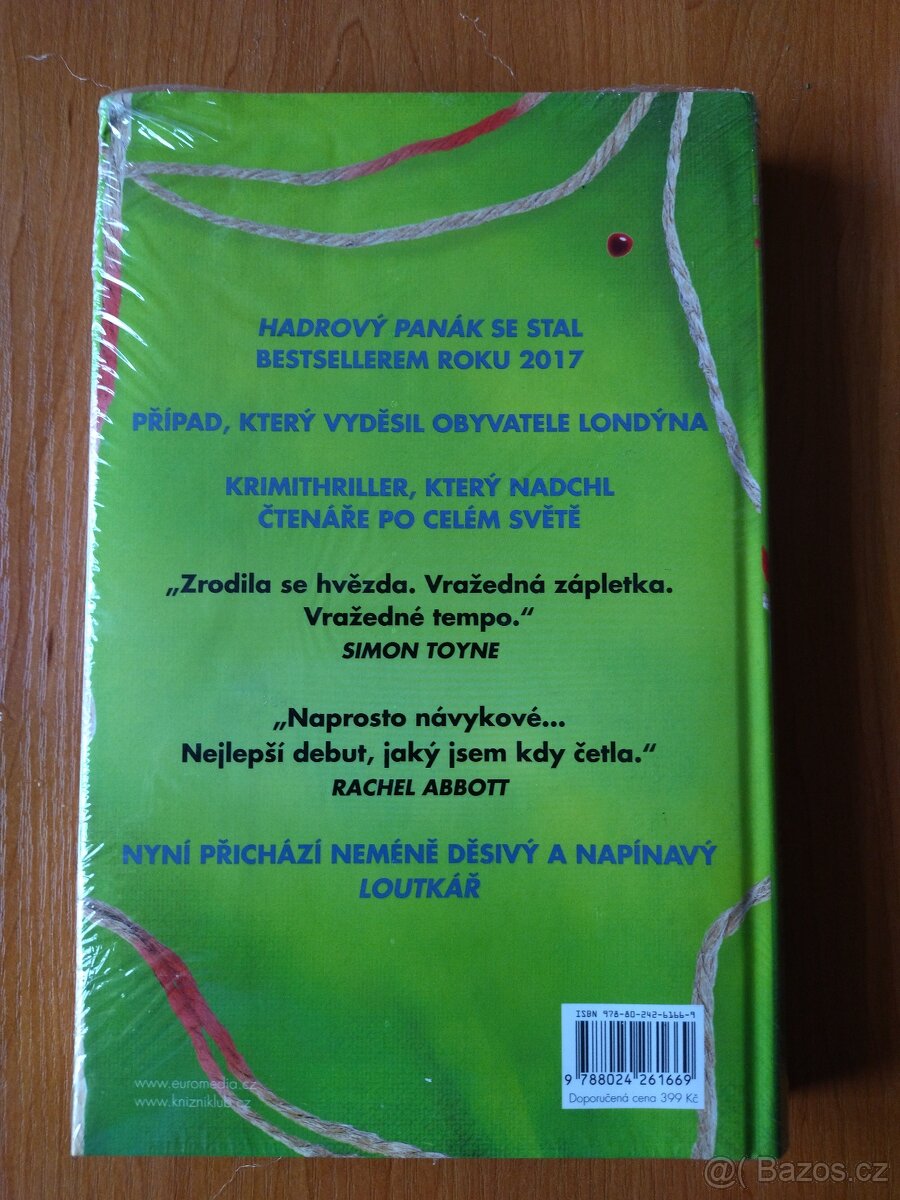 HADROVÝ PANÁK SE STAL
BESTSELLEREM ROKU 2017
PŘÍPAD, KTERÝ VYDĚSIL OBYVATELE LONDÝNA
KRIMITHRILLER, KTERÝ NADCHL
ČTENÁŘE PO CELÉM SVĚTĚ
„Zrodila se hvězda. Vražedná zápletka.
Vražedné tempo.“
SIMON TOYNE
„Naprosto návykové...
Nejlepší debut, jaký jsem kdy četla.“
RACHEL ABBOTT
NYNÍ PŘICHÁZÍ NEMÉNĚ DĚSIVÝ A NAPÍNAVÝ
LOUTKÁŘ
ISBN 978-80-242-6166-9
9 788024 261669
Doporučená cena 399 Kč
www.euromedia.cz
www.knizniklub.cz
@( Bazos.cz